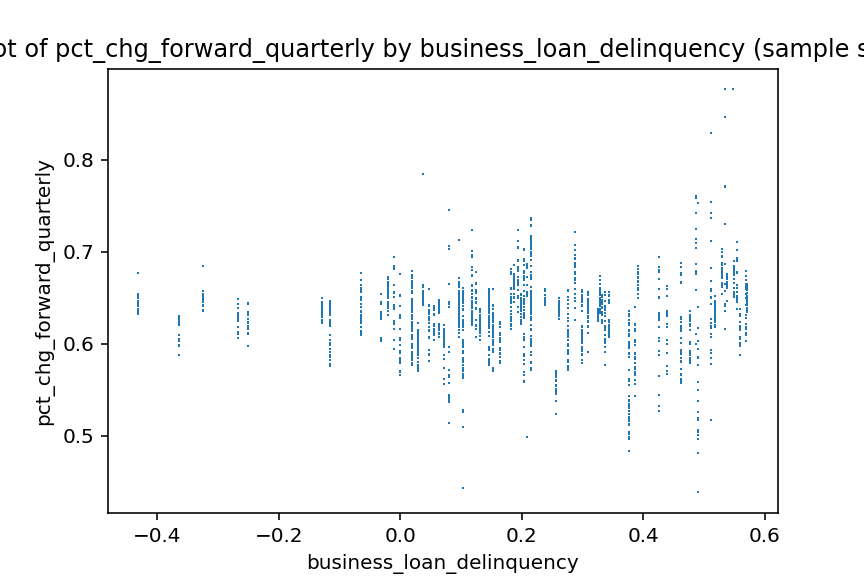 of pct_chg_forward_quarterly by business_loan_delinquency (sample
0.8
0.7
0.6
0.5
pct_chg_forward_quarterly
−0.4 −0.2 0.0 0.2 0.4 0.6
business_loan_delinquency